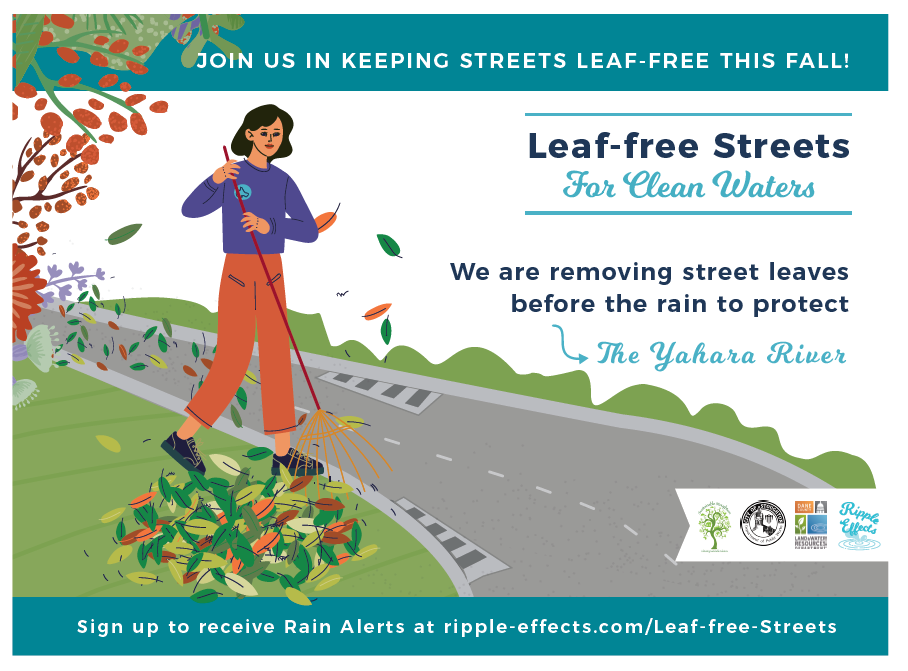 JOIN US IN KEEPING STREETS LEAF-FREE THIS FALL!
Leaf-free Streets
For Clean Waters
We are removing street leaves
before the rain to protect
The Yahara River
DANE
COUNTY
LAND & WATER
RESOURCES
DEPARTMENT
Ripple
Effects
Sign up to receive Rain Alerts at ripple-effects.com/Leaf-free-Streets